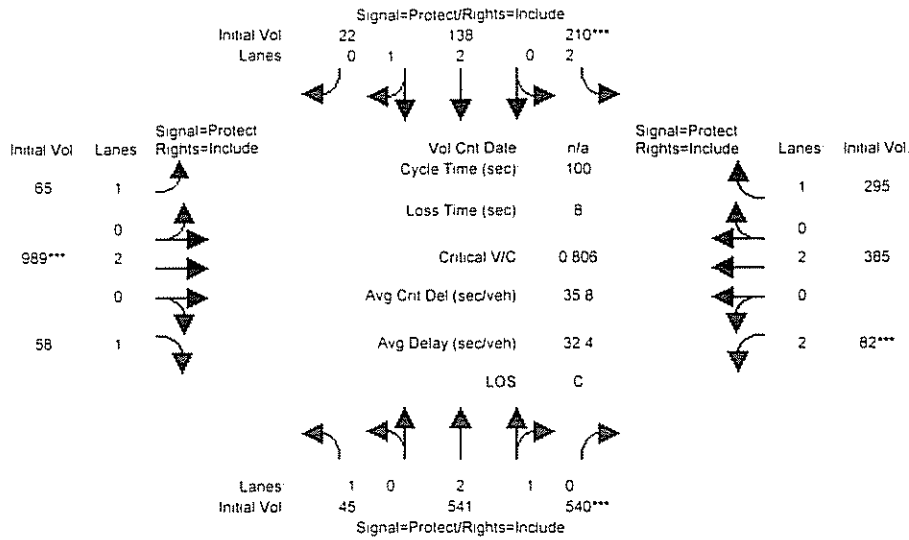 Signal=Protect/Rights=Include
Initial Vol 22 138 210***
Lanes 0 1 2 0 2
Signal=Protect
Initial Vol Lanes Rights=Include
Vol Cnt Date n/a
Signal=Protect
Rights=Include Lanes Initial Vol.
Cycle Time (sec) 100
65 1
1 295
Loss Time (sec) 8
0
0
989*** 2
Critical V/C 0 806
2 385
0
Avg Crit Del (sec/veh) 35 8
0
58 1
Avg Delay (sec/veh) 32 4
2 82***
LOS C
Lanes 1 0 2 1 0
Initial Vol 45 541 540***
Signal=Protect/Rights=Include